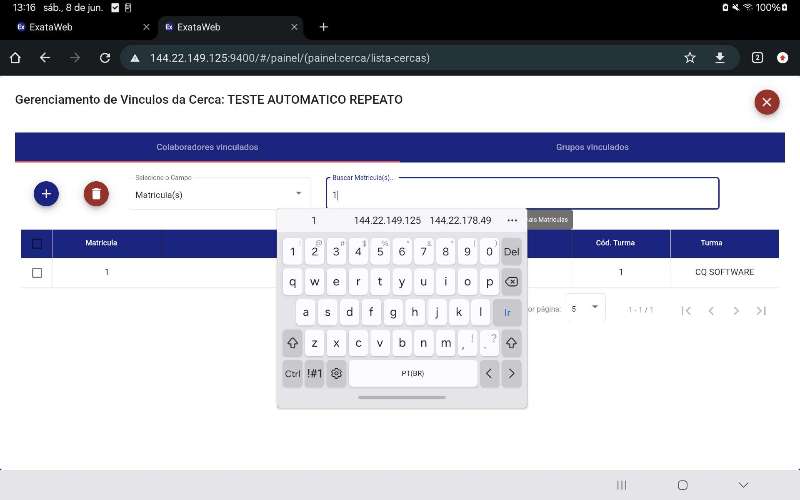 13:16 sáb., 8 de jun.
100%
ExataWeb
ExataWeb
144.22.149.125:9400/#/painel/(painel:cerca/lista-cercas)
2
Gerenciamento de Vinculos da Cerca: TESTE AUTOMATICO REPEATO
Colaboradores vinculados
Grupos vinculados
Selecione o Campo
Matricula(s)
Buscar Matricula(s)...
1
ais Matriculas
Matricula
Cód. Turma
Turma
1
1
CQ SOFTWARE
or página:
5
1 - 1 / 1
1
144.22.149.125
144.22.178.49
1 2 3 4 5 6 7 8 9 0 Del
q w e r t y u i o p
a s d f g h j k l Ir
z x c v b n m , ! . ?
Ctrl !#1 PT(BR)